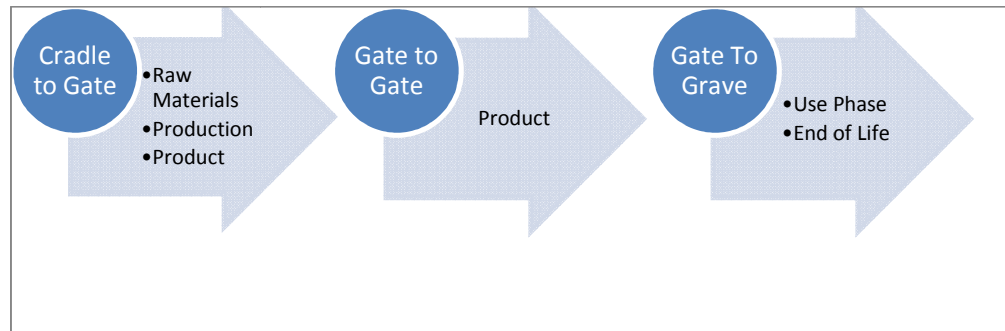 Cradle
to Gate
•Raw
Materials
•Production
•Product
Gate to
Gate
Product
Gate To
Grave
•Use Phase
•End of Life